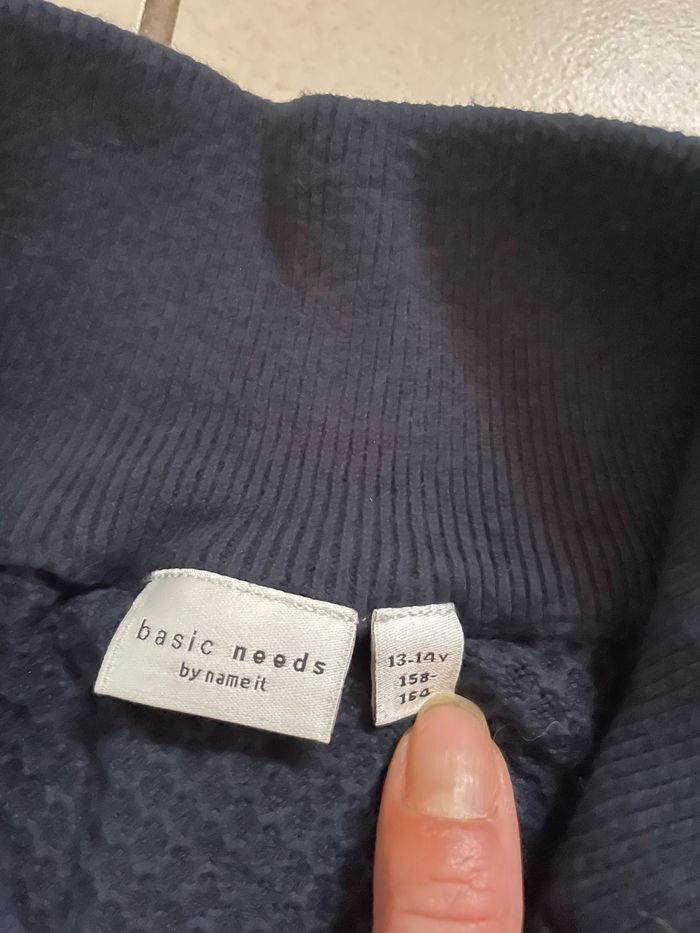 basic needs
by name it
13-14y
158-
164